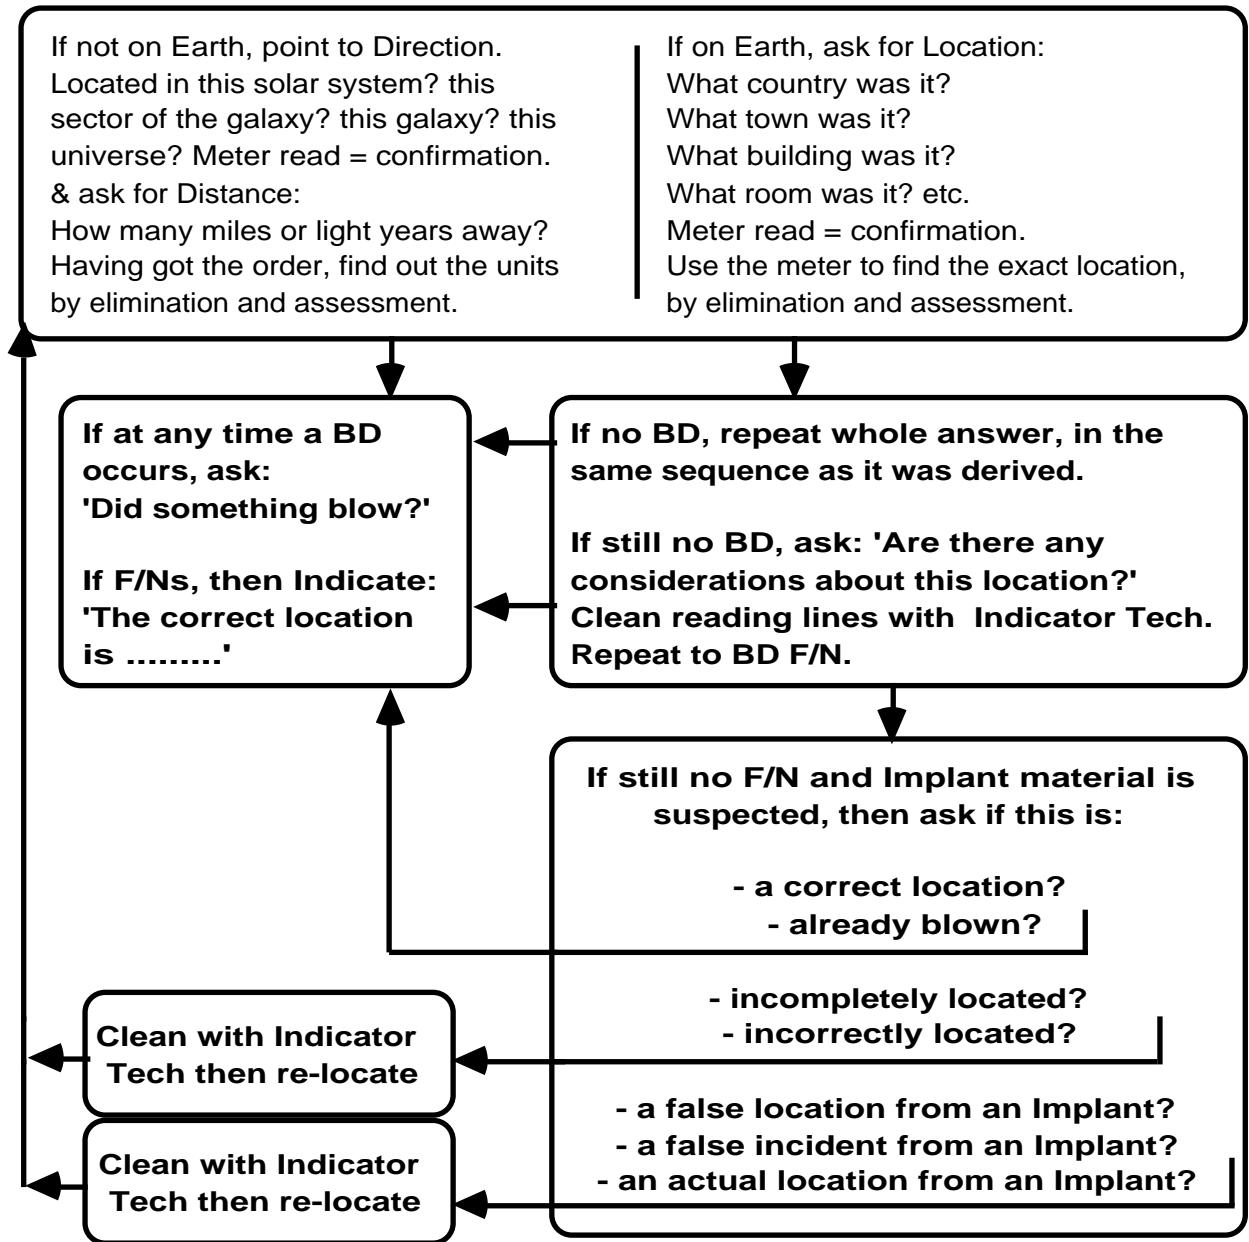 If not on Earth, point to Direction.
Located in this solar system? this
sector of the galaxy? this galaxy? this
universe? Meter read = confirmation.
& ask for Distance:
How many miles or light years away?
Having got the order, find out the units
by elimination and assessment.
If on Earth, ask for Location:
What country was it?
What town was it?
What building was it?
What room was it? etc.
Meter read = confirmation.
Use the meter to find the exact location,
by elimination and assessment.
If at any time a BD
occurs, ask:
'Did something blow?'
If F/Ns, then Indicate:
'The correct location
is .........'
If no BD, repeat whole answer, in the
same sequence as it was derived.
If still no BD, ask: 'Are there any
considerations about this location?'
Clean reading lines with Indicator Tech.
Repeat to BD F/N.
If still no F/N and Implant material is
suspected, then ask if this is:
- a correct location?
- already blown?
- incompletely located?
- incorrectly located?
- a false location from an Implant?
- a false incident from an Implant?
- an actual location from an Implant?
Clean with Indicator
Tech then re-locate
Clean with Indicator
Tech then re-locate